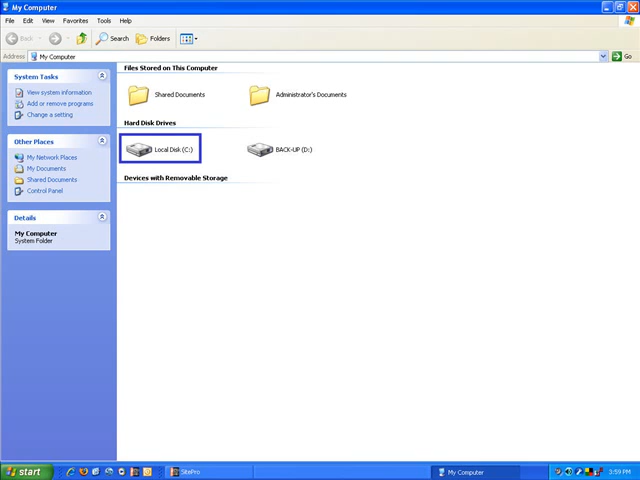 My Computer
File Edit View Favorites Tools Help
Back Search Folders
Address My Computer Go
System Tasks
View system information
Add or remove programs
Change a setting
Other Places
My Network Places
My Documents
Shared Documents
Control Panel
Details
My Computer
System Folder
Files Stored on This Computer
Shared Documents Administrator's Documents
Hard Disk Drives
Local Disk (C:) BACK-UP (D:)
Devices with Removable Storage
start SitePro My Computer 3:59 PM